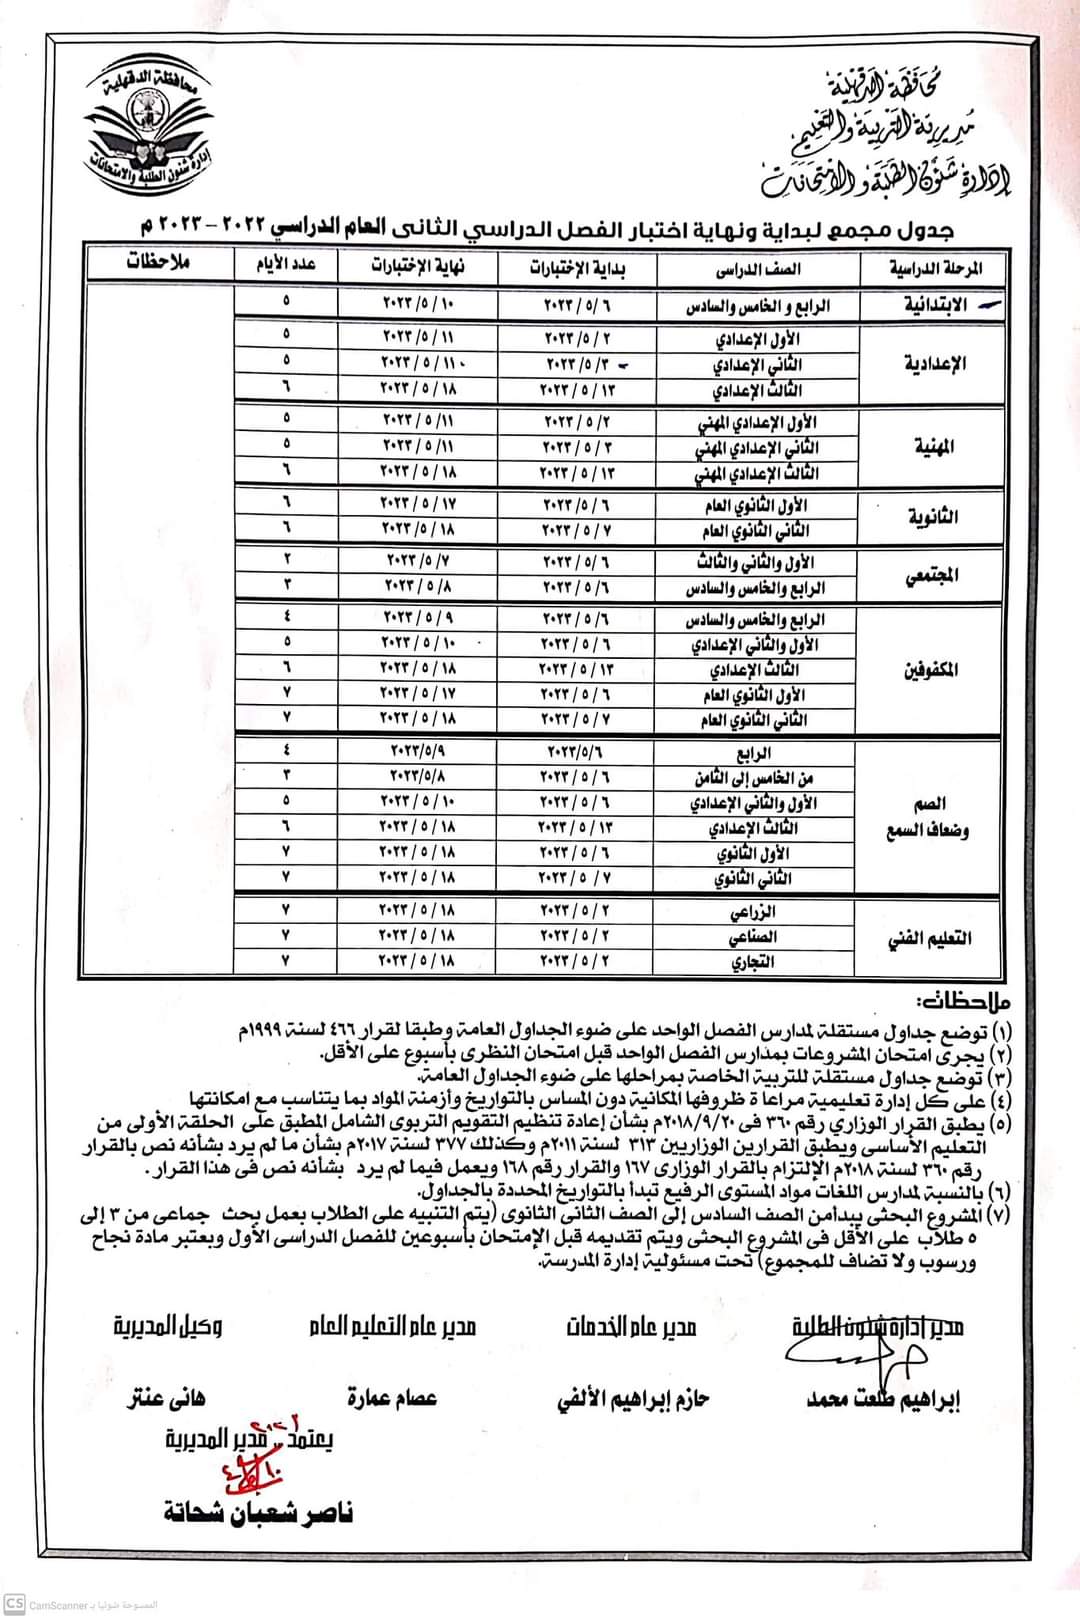 محافظة الدقهلية
مديرية التربية والتعليم
إدارة شئون الطلبة والامتحانات
محافظة الدقهلية
إدارة شئون الطلبة والامتحانات
جدول مجمع لبداية ونهاية اختبار الفصل الدراسي الثانى العام الدراسي ٢٠٢٢ – ٢٠٢٣ م
المرحلة الدراسية الصف الدراسى بداية الإختبارات نهاية الإختبارات عدد الأيام ملاحظات
الابتدائية الرابع و الخامس والسادس ٦ / ٥ / ٢٠٢٣ ١٠ / ٥ / ٢٠٢٣ ٥
الإعدادية
الأول الإعدادي ٢ / ٥ / ٢٠٢٣ ١١ / ٥ / ٢٠٢٣ ٥
الثاني الإعدادي ٣ / ٥ / ٢٠٢٣ ١١ / ٥ / ٢٠٢٣ ٥
الثالث الإعدادي ١٣ / ٥ / ٢٠٢٣ ١٨ / ٥ / ٢٠٢٣ ٦
المهنية
الأول الإعدادي المهني ٢ / ٥ / ٢٠٢٣ ١١ / ٥ / ٢٠٢٣ ٥
الثاني الإعدادي المهني ٣ / ٥ / ٢٠٢٣ ١١ / ٥ / ٢٠٢٣ ٥
الثالث الإعدادي المهني ١٣ / ٥ / ٢٠٢٣ ١٨ / ٥ / ٢٠٢٣ ٦
الثانوية
الأول الثانوي العام ٦ / ٥ / ٢٠٢٣ ١٧ / ٥ / ٢٠٢٣ ٦
الثاني الثانوي العام ٧ / ٥ / ٢٠٢٣ ١٨ / ٥ / ٢٠٢٣ ٦
المجتمعي
الأول والثاني والثالث ٦ / ٥ / ٢٠٢٣ ٧ / ٥ / ٢٠٢٣ ٢
الرابع والخامس والسادس ٦ / ٥ / ٢٠٢٣ ٨ / ٥ / ٢٠٢٣ ٣
المكفوفين
الرابع والخامس والسادس ٦ / ٥ / ٢٠٢٣ ٩ / ٥ / ٢٠٢٣ ٤
الأول والثاني الإعدادي ٦ / ٥ / ٢٠٢٣ ١٠ / ٥ / ٢٠٢٣ ٥
الثالث الإعدادي ١٣ / ٥ / ٢٠٢٣ ١٨ / ٥ / ٢٠٢٣ ٦
الأول الثانوي العام ٦ / ٥ / ٢٠٢٣ ١٧ / ٥ / ٢٠٢٣ ٧
الثاني الثانوي العام ٧ / ٥ / ٢٠٢٣ ١٨ / ٥ / ٢٠٢٣ ٧
الصم وضعاف السمع
الرابع ٢٠٢٣/٥/٦ ٢٠٢٣/٥/٩ ٤
من الخامس إلى الثامن ٦ / ٥ / ٢٠٢٣ ٢٠٢٣/٥/٨ ٣
الأول والثاني الإعدادي ٦ / ٥ / ٢٠٢٣ ١٠ / ٥ / ٢٠٢٣ ٥
الثالث الإعدادي ١٣ / ٥ / ٢٠٢٣ ١٨ / ٥ / ٢٠٢٣ ٦
الأول الثانوي ٦ / ٥ / ٢٠٢٣ ١٨ / ٥ / ٢٠٢٣ ٧
الثاني الثانوي ٧ / ٥ / ٢٠٢٣ ١٨ / ٥ / ٢٠٢٣ ٧
التعليم الفني
الزراعي ٢ / ٥ / ٢٠٢٣ ١٨ / ٥ / ٢٠٢٣ ٧
الصناعي ٢ / ٥ / ٢٠٢٣ ١٨ / ٥ / ٢٠٢٣ ٧
التجاري ٢ / ٥ / ٢٠٢٣ ١٨ / ٥ / ٢٠٢٣ ٧
ملاحظات:
(١) توضع جداول مستقلة لمدارس الفصل الواحد على ضوء الجداول العامة وطبقا لقرار ٤٦٦ لسنة ١٩٩٩م
(٢) يجرى امتحان المشروعات بمدارس الفصل الواحد قبل امتحان النظرى بأسبوع على الأقل.
(٣) توضع جداول مستقلة للتربية الخاصة بمراحلها على ضوء الجداول العامة.
(٤) على كل إدارة تعليمية مراعاة ظروفها المكانية دون المساس بالتواريخ وأزمنة المواد بما يتناسب مع امكانتها
(٥) يطبق القرار الوزاري رقم ٣٦٠ فى ٢٠١٨/٩/٢٠م بشأن إعادة تنظيم التقويم التربوى الشامل المطبق على الحلقة الأولى من
التعليم الأساسى ويطبق القرارين الوزاريين ٣١٣ لسنة ٢٠١١م وكذلك ٣٧٧ لسنة ٢٠١٧م بشأن ما لم يرد بشأنه نص بالقرار
رقم ٣٦٠ لسنة ٢٠١٨م الإلتزام بالقرار الوزارى ١٦٧ والقرار رقم ١٦٨ ويعمل فيما لم يرد بشأنه نص فى هذا القرار .
(٦) بالنسبة لمدارس اللغات مواد المستوى الرفيع تبدأ بالتواريخ المحددة بالجداول.
(٧) المشروع البحثى يبدأمن الصف السادس إلى الصف الثانى الثانوى (يتم التنبيه على الطلاب بعمل بحث جماعى من ٣ إلى
٥ طلاب على الأقل فى المشروع البحثى ويتم تقديمه قبل الإمتحان بأسبوعين للفصل الدراسى الأول ويعتبر مادة نجاح
ورسوب ولا تضاف للمجموع) تحت مسئولية إدارة المدرسة.
مدير إدارة شئون الطلبة مدير عام الخدمات مدير عام التعليم العام وكيل المديرية
إبراهيم طلعت محمد حازم إبراهيم الألفي عصام عمارة هانى عنتر
يعتمد،، مدير المديرية
ناصر شعبان شحاتة
CS CamScanner الممسوحة ضوئيا بـ